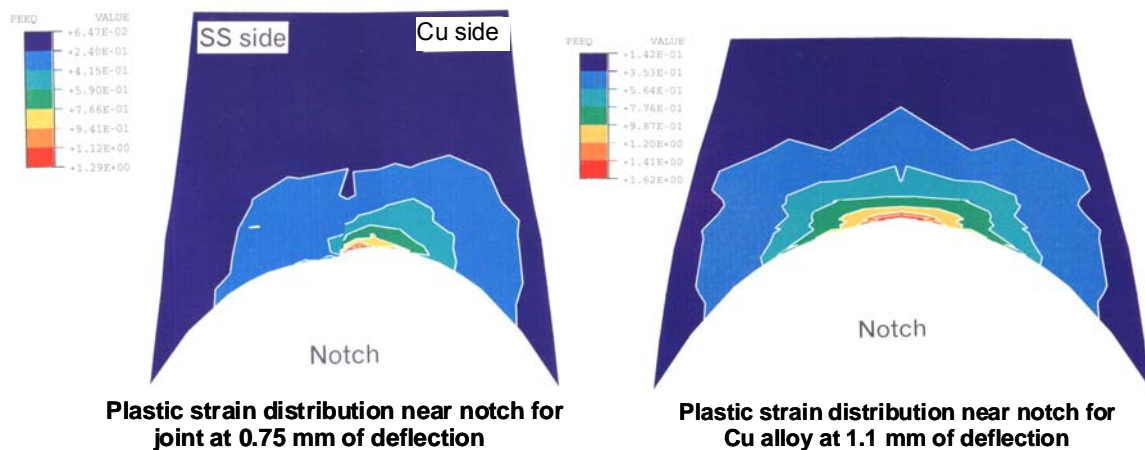 PEEQ VALUE
+6.47E-02
+2.40E-01
+4.15E-01
+5.90E-01
+7.66E-01
+9.41E-01
+1.12E+00
+1.29E+00
SS side
Cu side
Notch
Plastic strain distribution near notch for
joint at 0.75 mm of deflection
PEEQ VALUE
+1.42E-01
+3.53E-01
+5.64E-01
+7.76E-01
+9.87E-01
+1.20E+00
+1.41E+00
+1.62E+00
Notch
Plastic strain distribution near notch for
Cu alloy at 1.1 mm of deflection